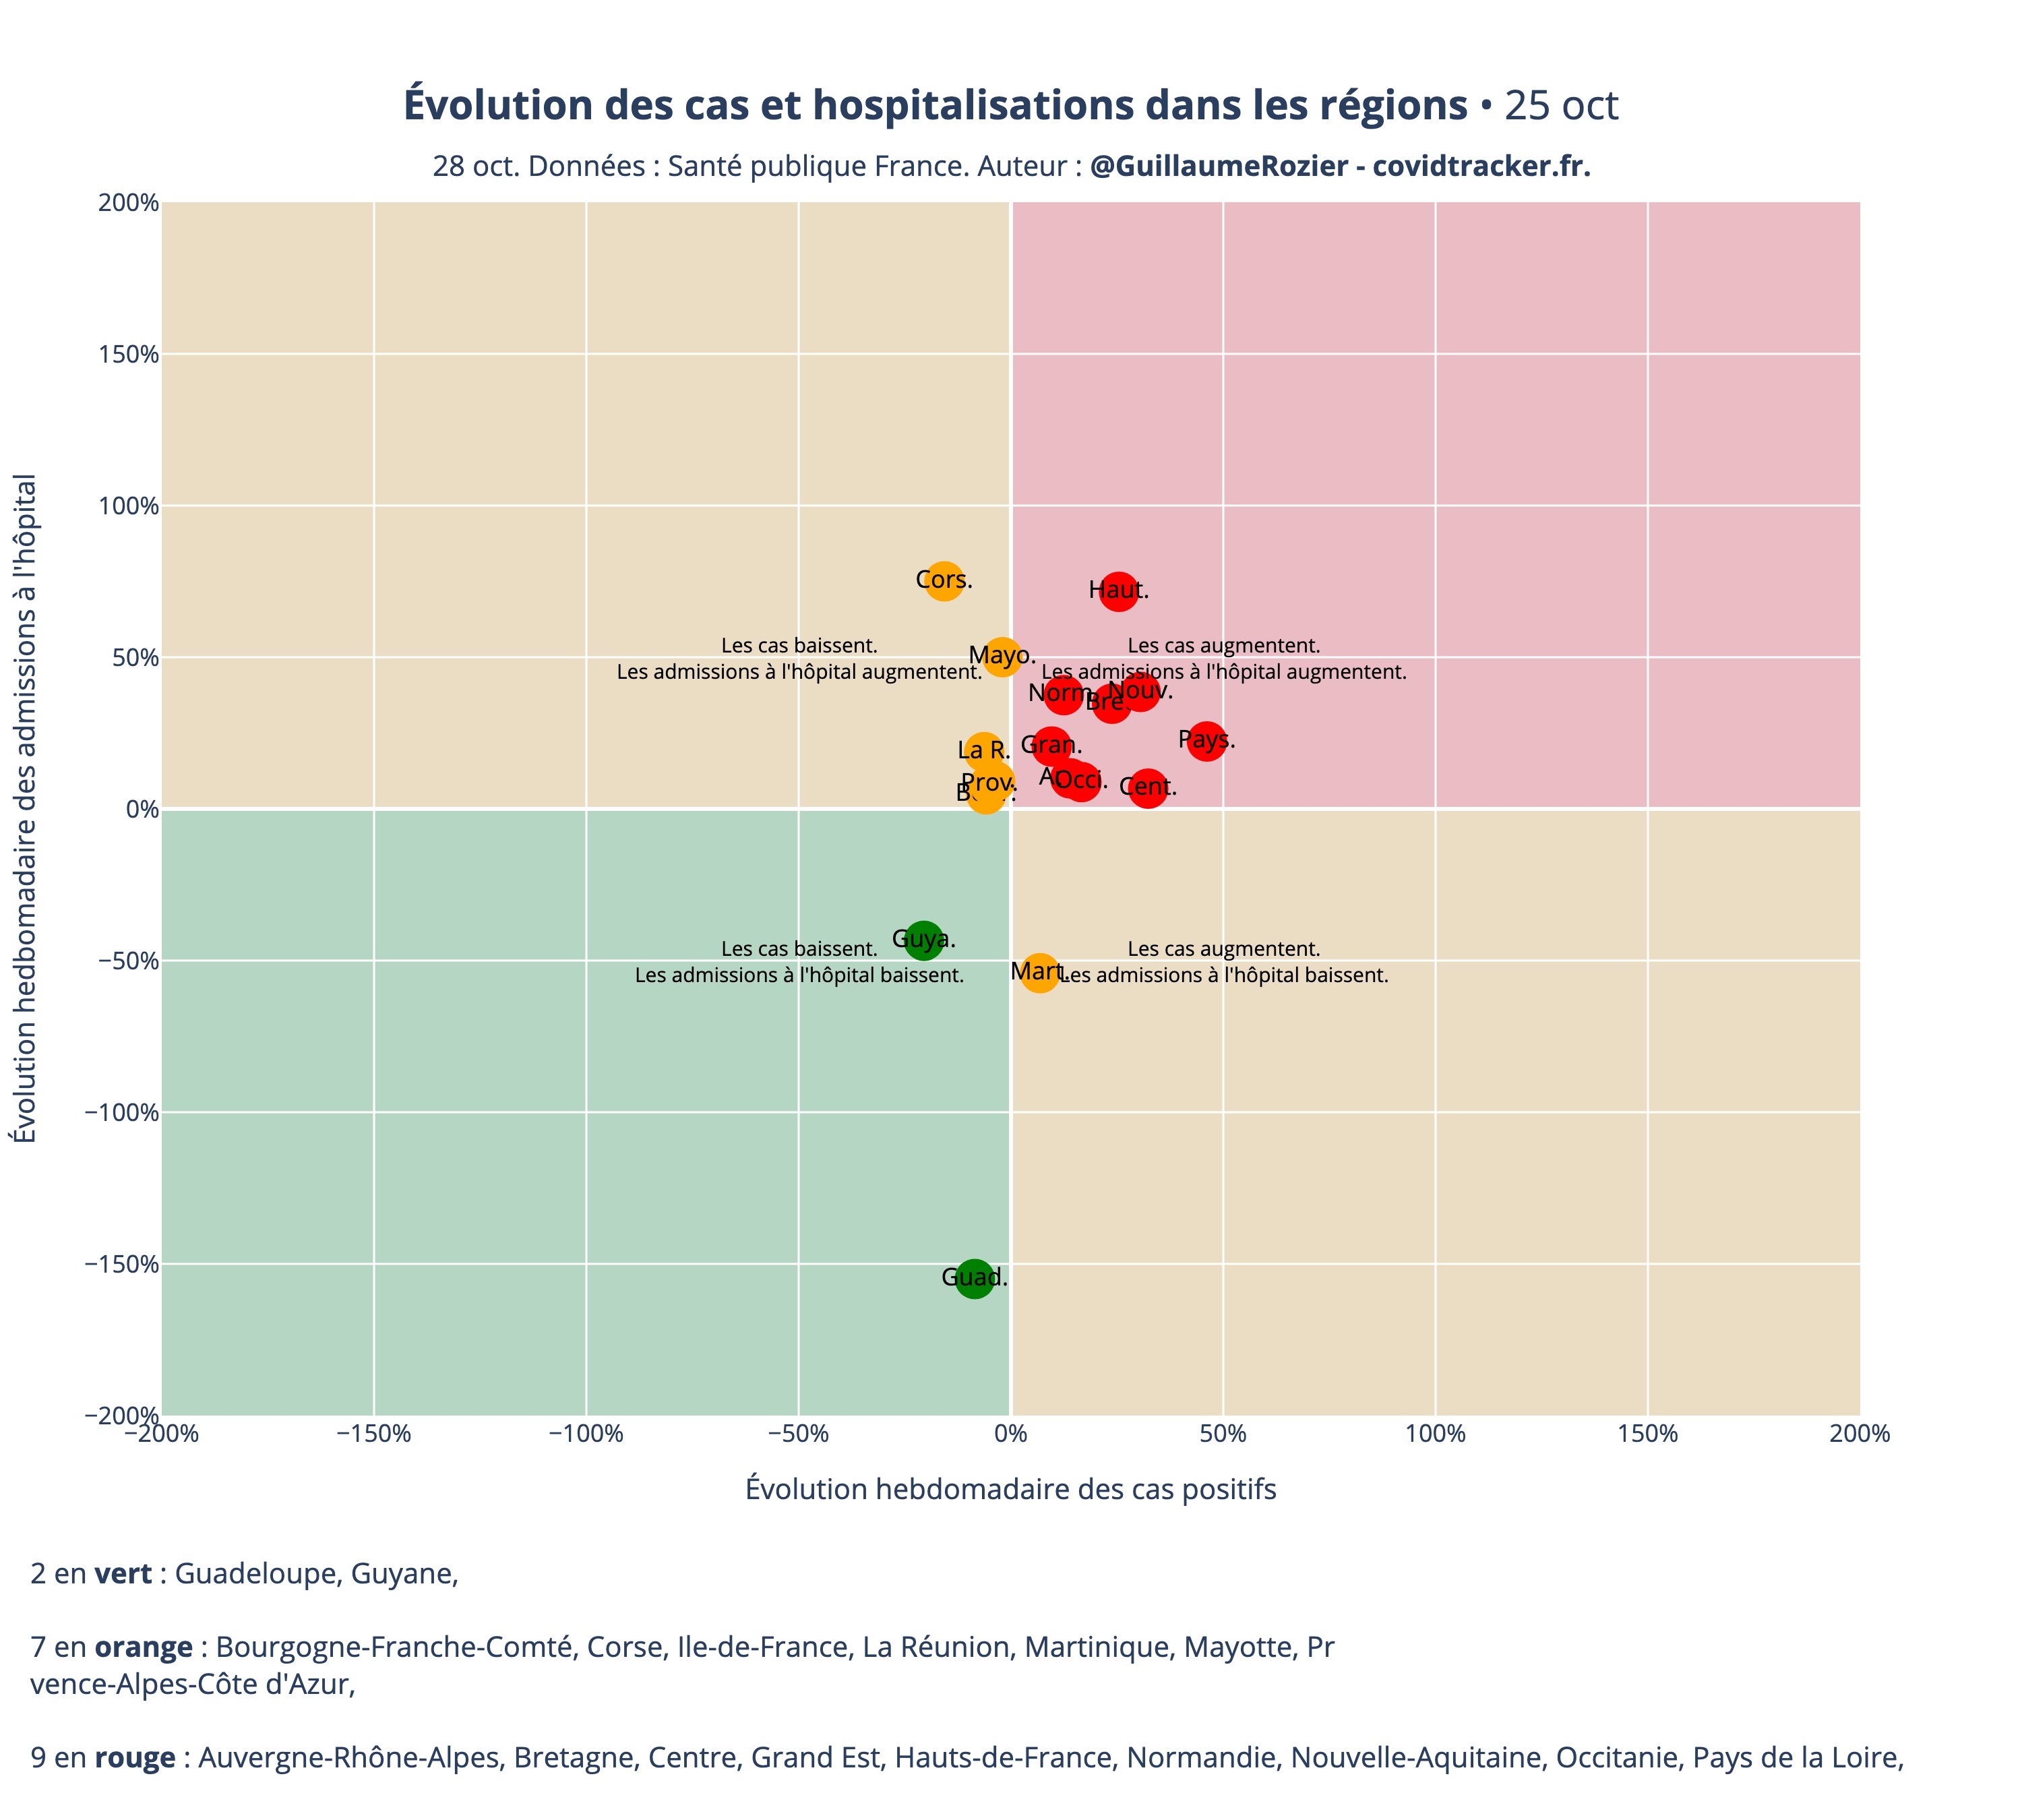 Évolution des cas et hospitalisations dans les régions • 25 oct
28 oct. Données : Santé publique France. Auteur : @GuillaumeRozier - covidtracker.fr.
Évolution hedbomadaire des admissions à l'hôpital
200%
150%
100%
50%
0%
−50%
−100%
−150%
−200%
Cors.
Haut.
Les cas baissent.
Les admissions à l'hôpital augmentent.
Les cas augmentent.
Les admissions à l'hôpital augmentent.
Mayo.
Norm.
Nouv.
Pays.
Gran.
La R.
Prov.
Occi.
Cent.
Guya.
Les cas baissent.
Les admissions à l'hôpital baissent.
Mart.
Les cas augmentent.
Les admissions à l'hôpital baissent.
Guad.
−200%
−150%
−100%
−50%
0%
50%
100%
150%
200%
Évolution hebdomadaire des cas positifs
2 en vert : Guadeloupe, Guyane,
7 en orange : Bourgogne-Franche-Comté, Corse, Ile-de-France, La Réunion, Martinique, Mayotte, Pr
vence-Alpes-Côte d'Azur,
9 en rouge : Auvergne-Rhône-Alpes, Bretagne, Centre, Grand Est, Hauts-de-France, Normandie, Nouvelle-Aquitaine, Occitanie, Pays de la Loire,